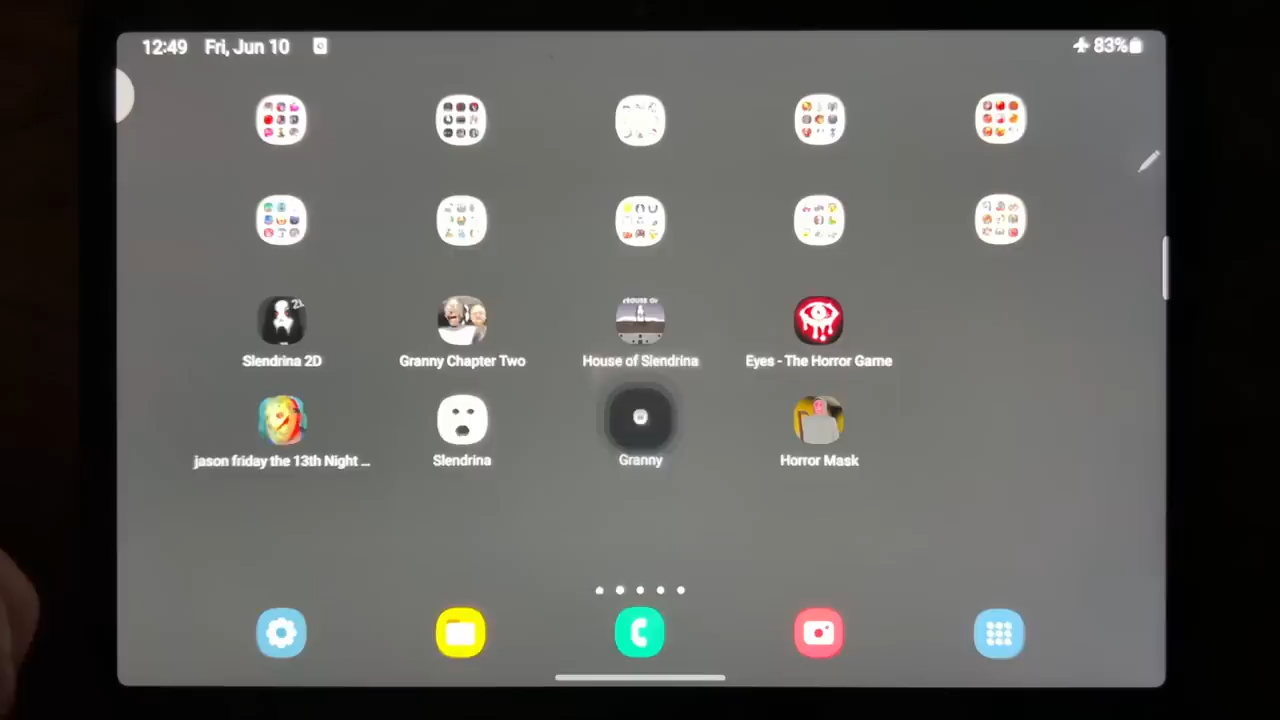 12:49 Fri, Jun 10 83%
Slendrina 2D Granny Chapter Two House of Slendrina Eyes - The Horror Game
jason friday the 13th Night ... Slendrina Granny Horror Mask